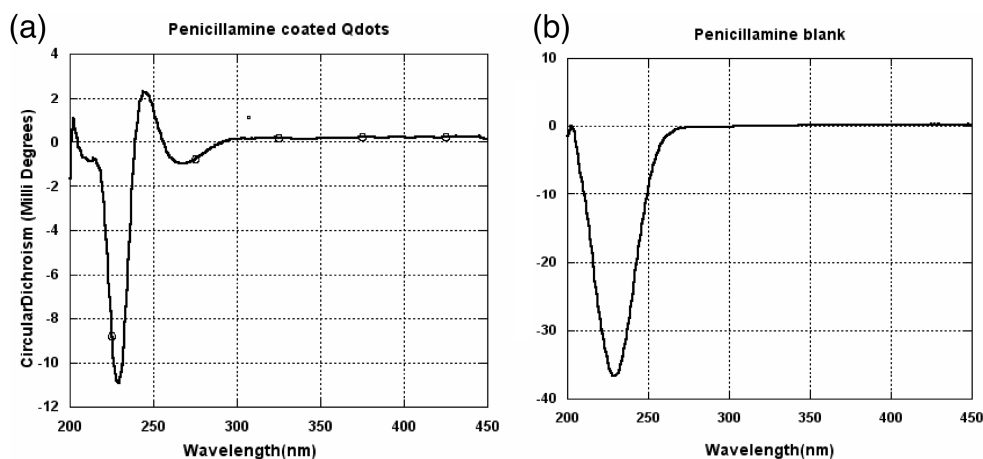 (a)
Penicillamine coated Qdots
4
2
0
-2
-4
-6
-8
-10
-12
CircularDichroism (Milli Degrees)
200 250 300 350 400 450
Wavelength(nm)
(b)
Penicillamine blank
10
0
-10
-20
-30
-40
200 250 300 350 400 450
Wavelength(nm)